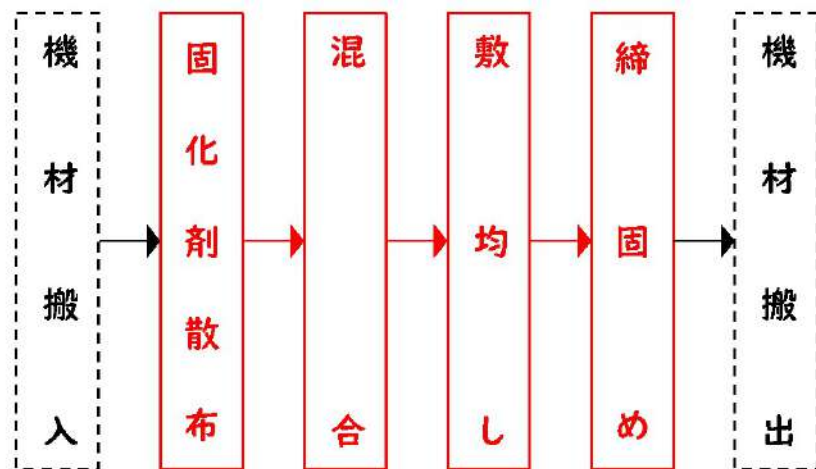 機材搬入
固化剤散布
混合
敷均し
締固め
機材搬出